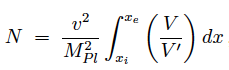 N = \frac{v^2}{M_{Pl}^2} \int_{x_i}^{x_e} \left( \frac{V}{V'} \right) dx